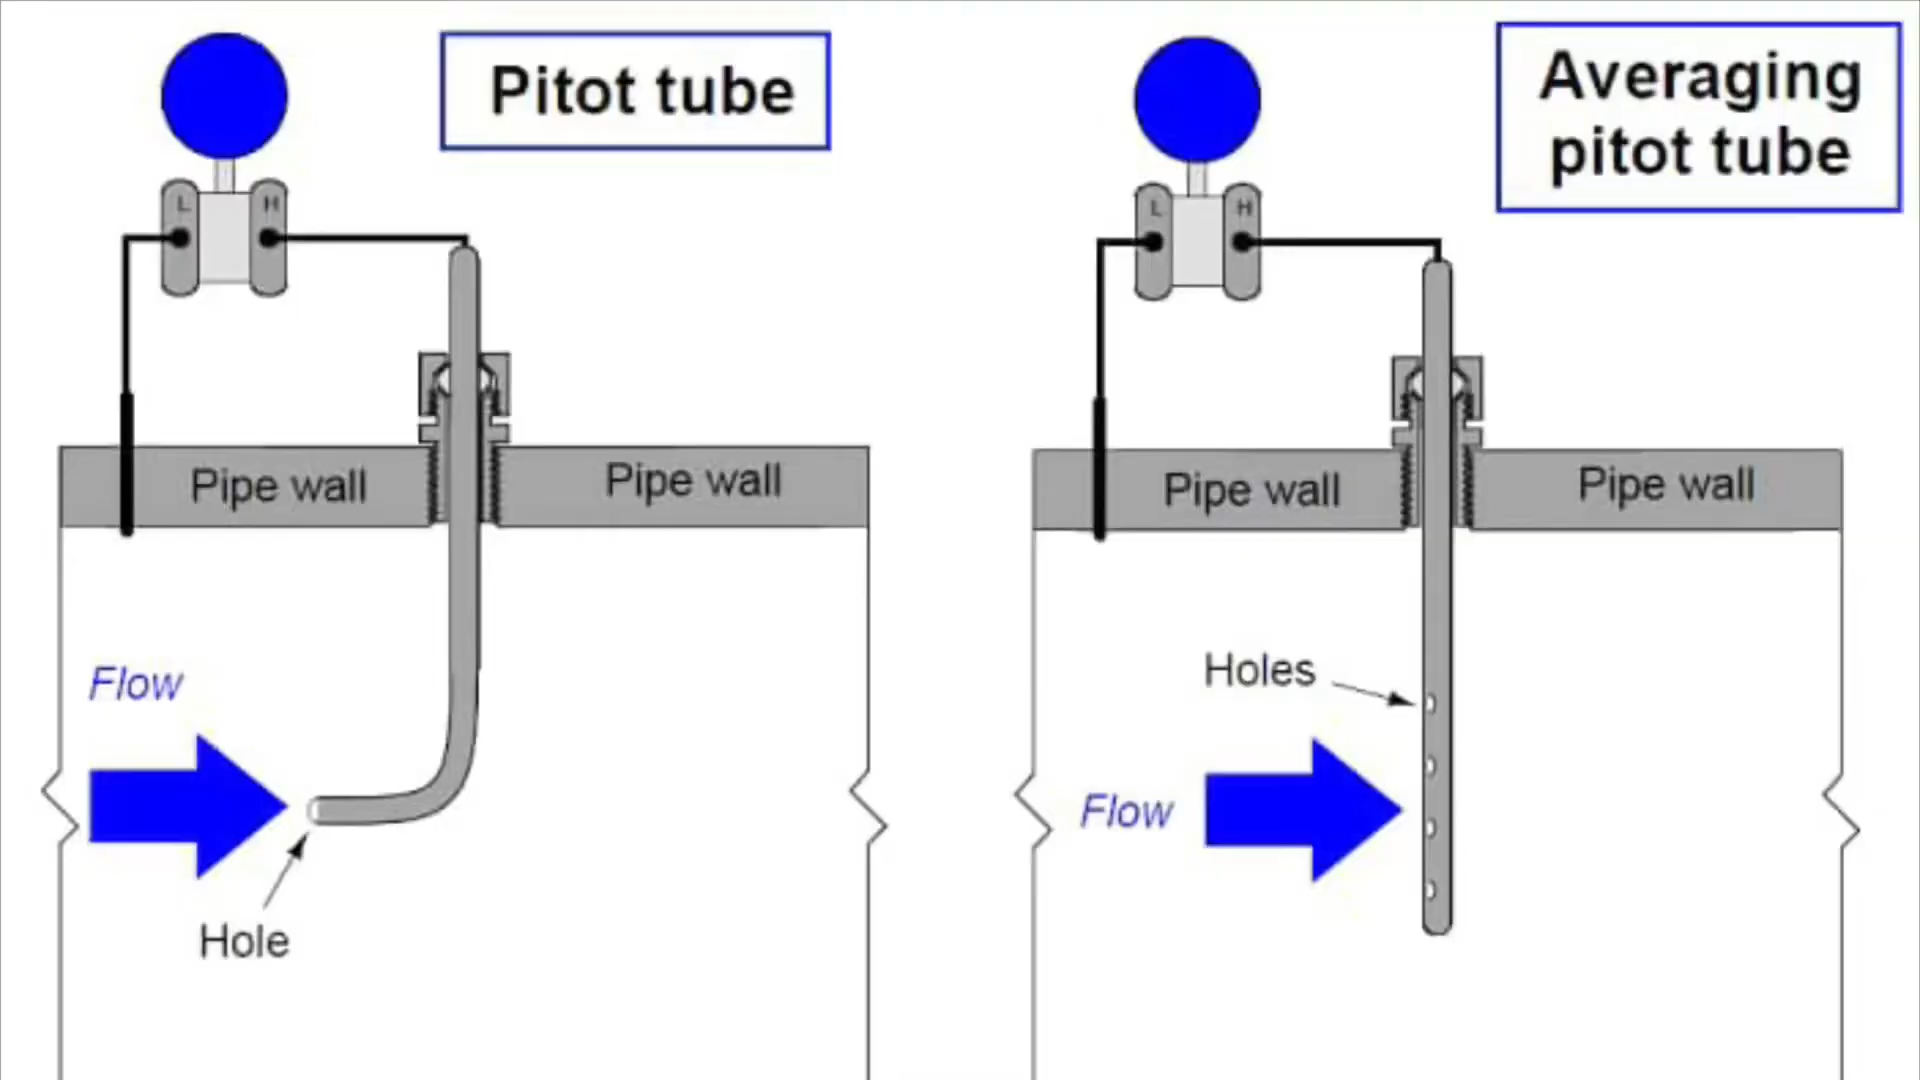 Pitot tube
L H
Pipe wall Pipe wall
Flow
Hole
Averaging
pitot tube
L H
Pipe wall Pipe wall
Holes
Flow